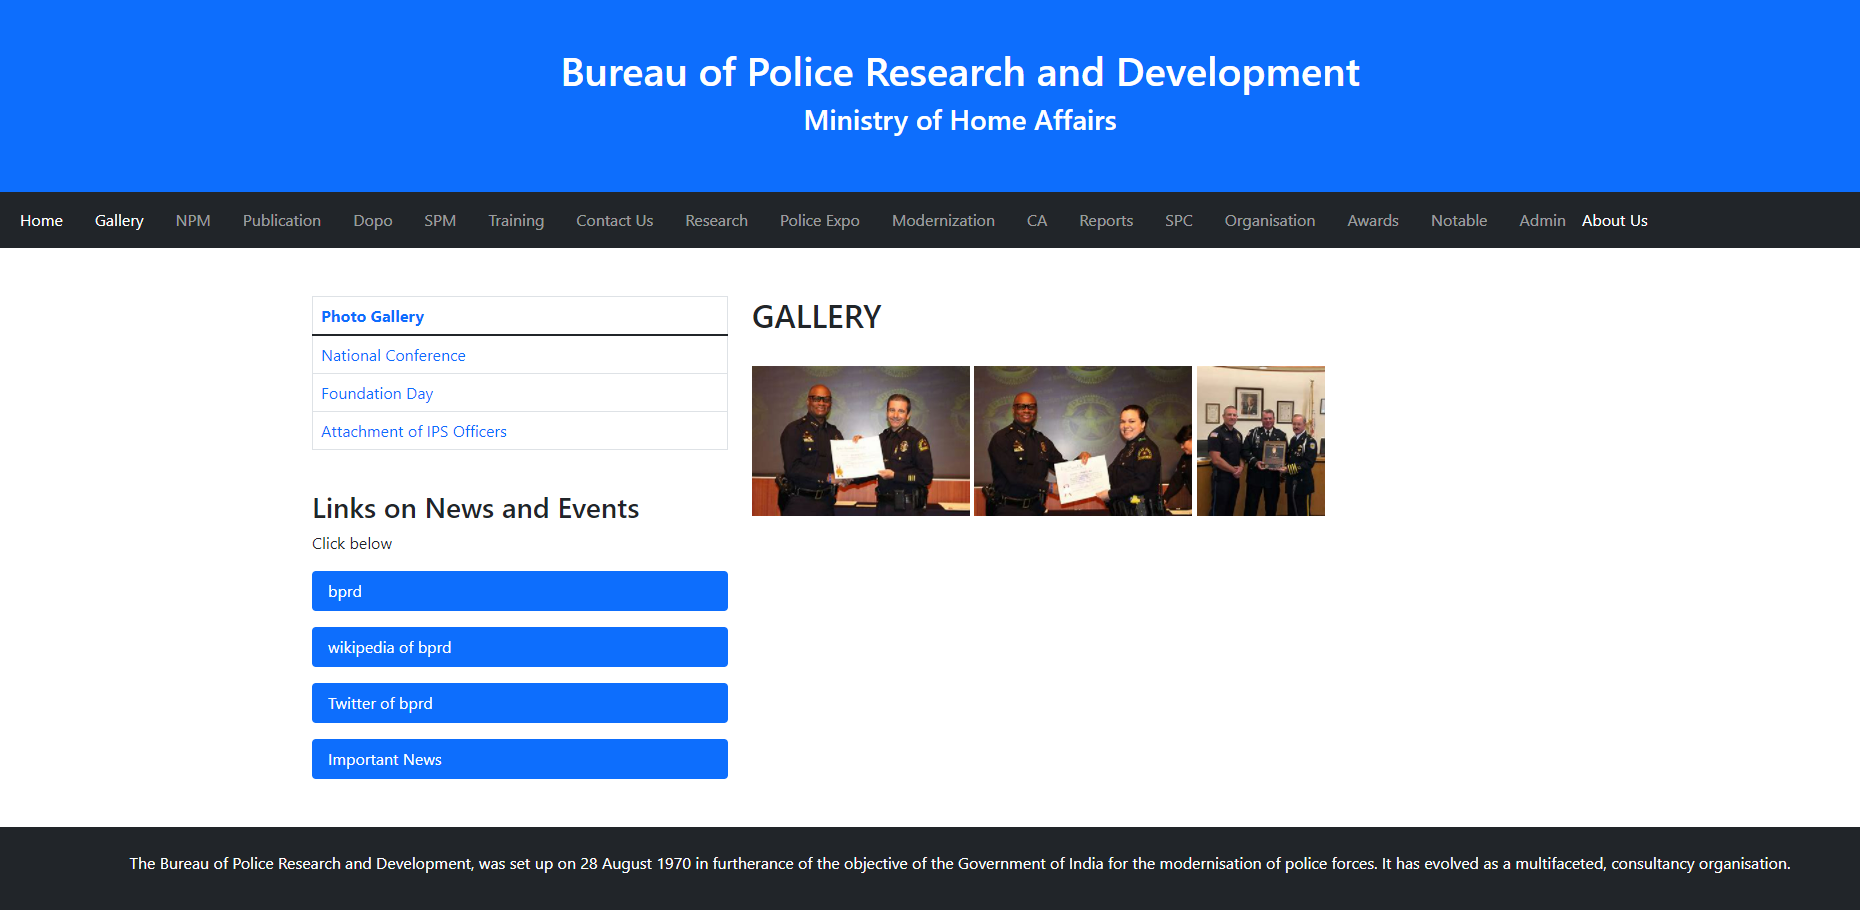 Bureau of Police Research and Development
Ministry of Home Affairs
Home Gallery NPM Publication Dopo SPM Training Contact Us Research Police Expo Modernization CA Reports SPC Organisation Awards Notable Admin About Us
Photo Gallery
National Conference
Foundation Day
Attachment of IPS Officers
Links on News and Events
Click below
bprd
wikipedia of bprd
Twitter of bprd
Important News
GALLERY
The Bureau of Police Research and Development, was set up on 28 August 1970 in furtherance of the objective of the Government of India for the modernisation of police forces. It has evolved as a multifaceted, consultancy organisation.